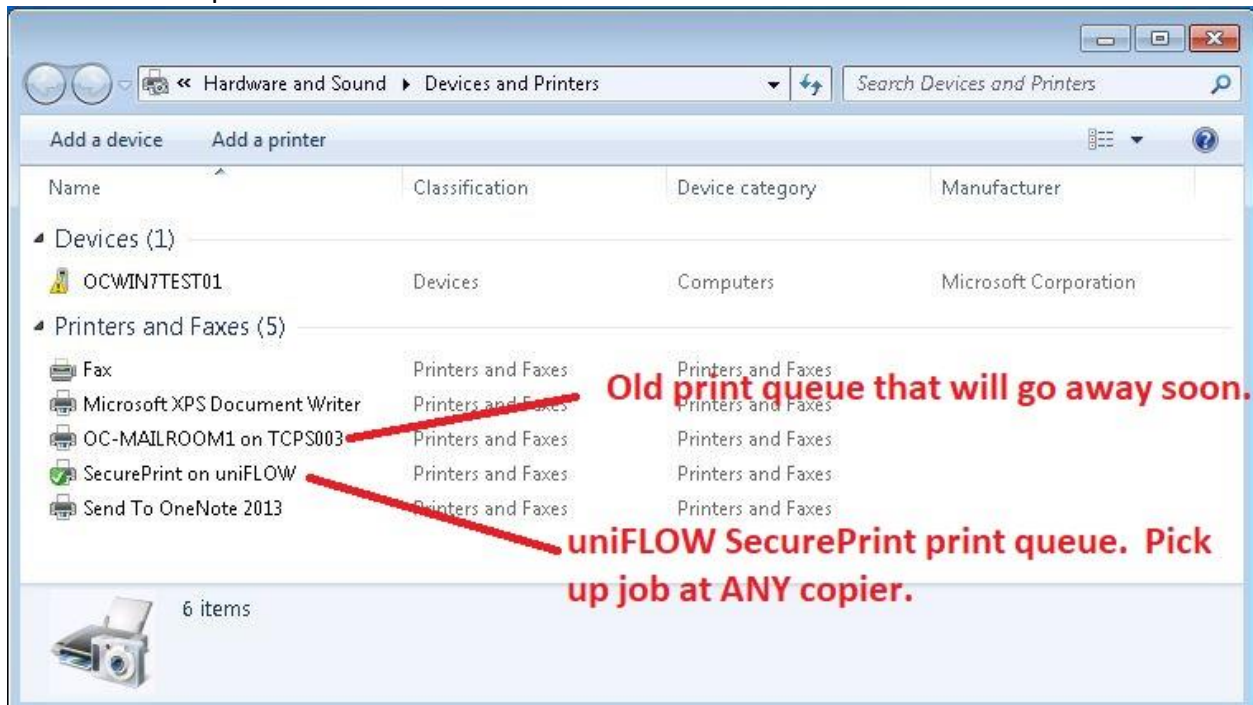 « Hardware and Sound ▸ Devices and Printers Search Devices and Printers
Add a device Add a printer
Name Classification Device category Manufacturer
Devices (1)
OCWIN7TEST01 Devices Computers Microsoft Corporation
Printers and Faxes (5)
Fax Printers and Faxes Printers and Faxes
Old print queue that will go away soon.
Microsoft XPS Document Writer Printers and Faxes Printers and Faxes
OC-MAILROOM1 on TCPS003 Printers and Faxes Printers and Faxes
SecurePrint on uniFLOW Printers and Faxes Printers and Faxes
Send To OneNote 2013 Printers and Faxes Printers and Faxes
uniFLOW SecurePrint print queue. Pick
up job at ANY copier.
6 items